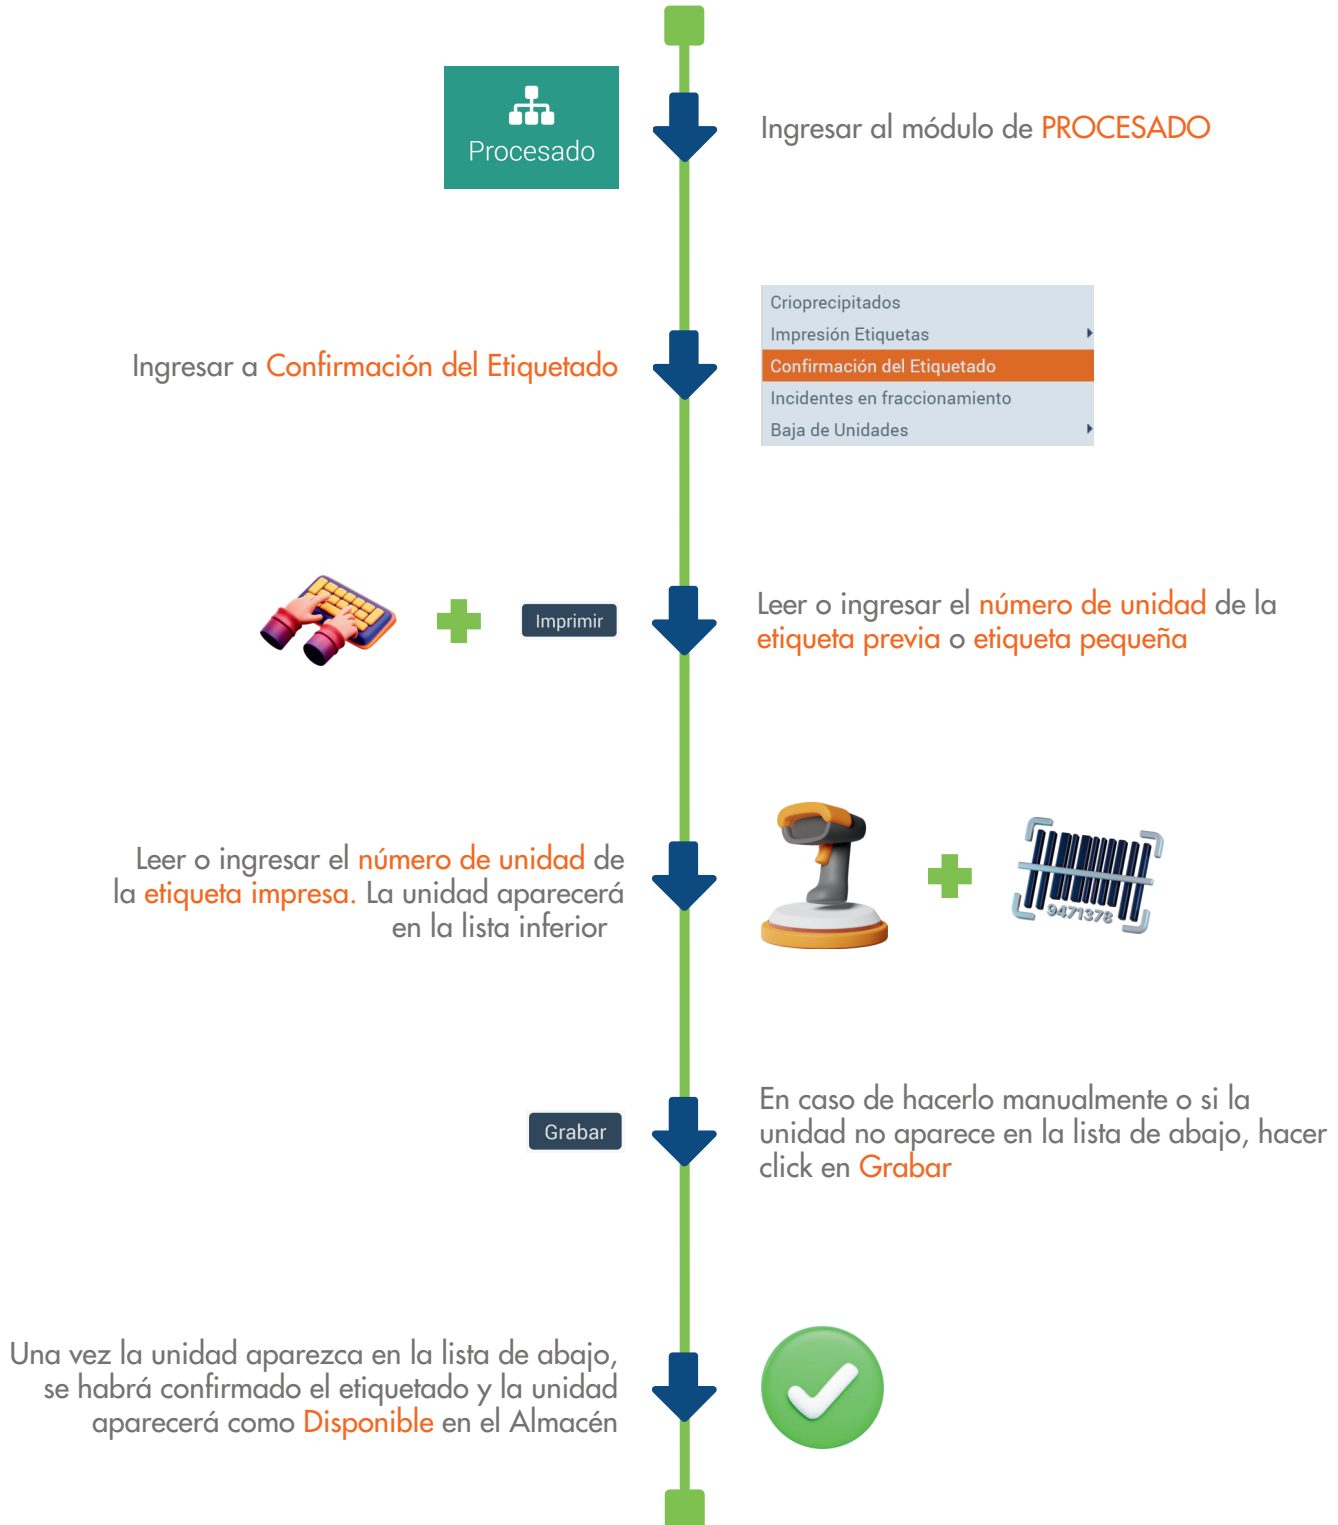 Procesado
Ingresar al módulo de PROCESADO
Ingresar a Confirmación del Etiquetado
Crioprecipitados
Impresión Etiquetas
Confirmación del Etiquetado
Incidentes en fraccionamiento
Baja de Unidades
Imprimir
Leer o ingresar el número de unidad de la
etiqueta previa o etiqueta pequeña
Leer o ingresar el número de unidad de
la etiqueta impresa. La unidad aparecerá
en la lista inferior
9471378
Grabar
En caso de hacerlo manualmente o si la
unidad no aparece en la lista de abajo, hacer
click en Grabar
Una vez la unidad aparezca en la lista de abajo,
se habrá confirmado el etiquetado y la unidad
aparecerá como Disponible en el Almacén